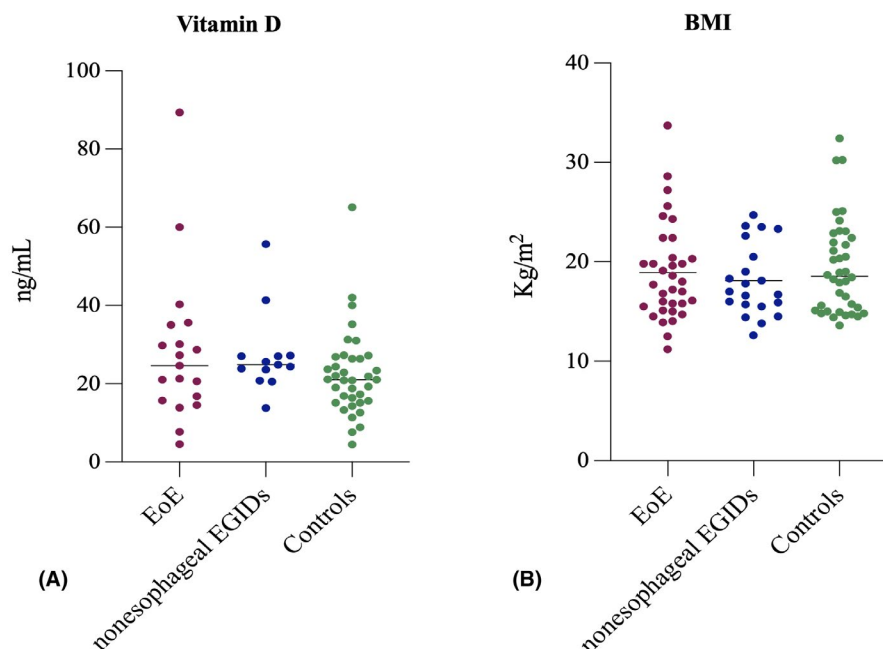 Vitamin D
100
80
60
40
20
0
ng/mL
EoE
nonesophageal EGIDs
Controls
(A)
BMI
40
30
20
10
0
Kg/m²
EoE
nonesophageal EGIDs
Controls
(B)